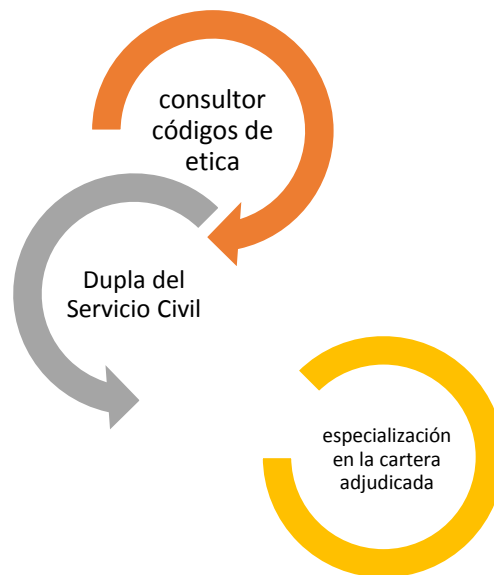 consultor
códigos de
etica
Dupla del
Servicio Civil
especialización
en la cartera
adjudicada